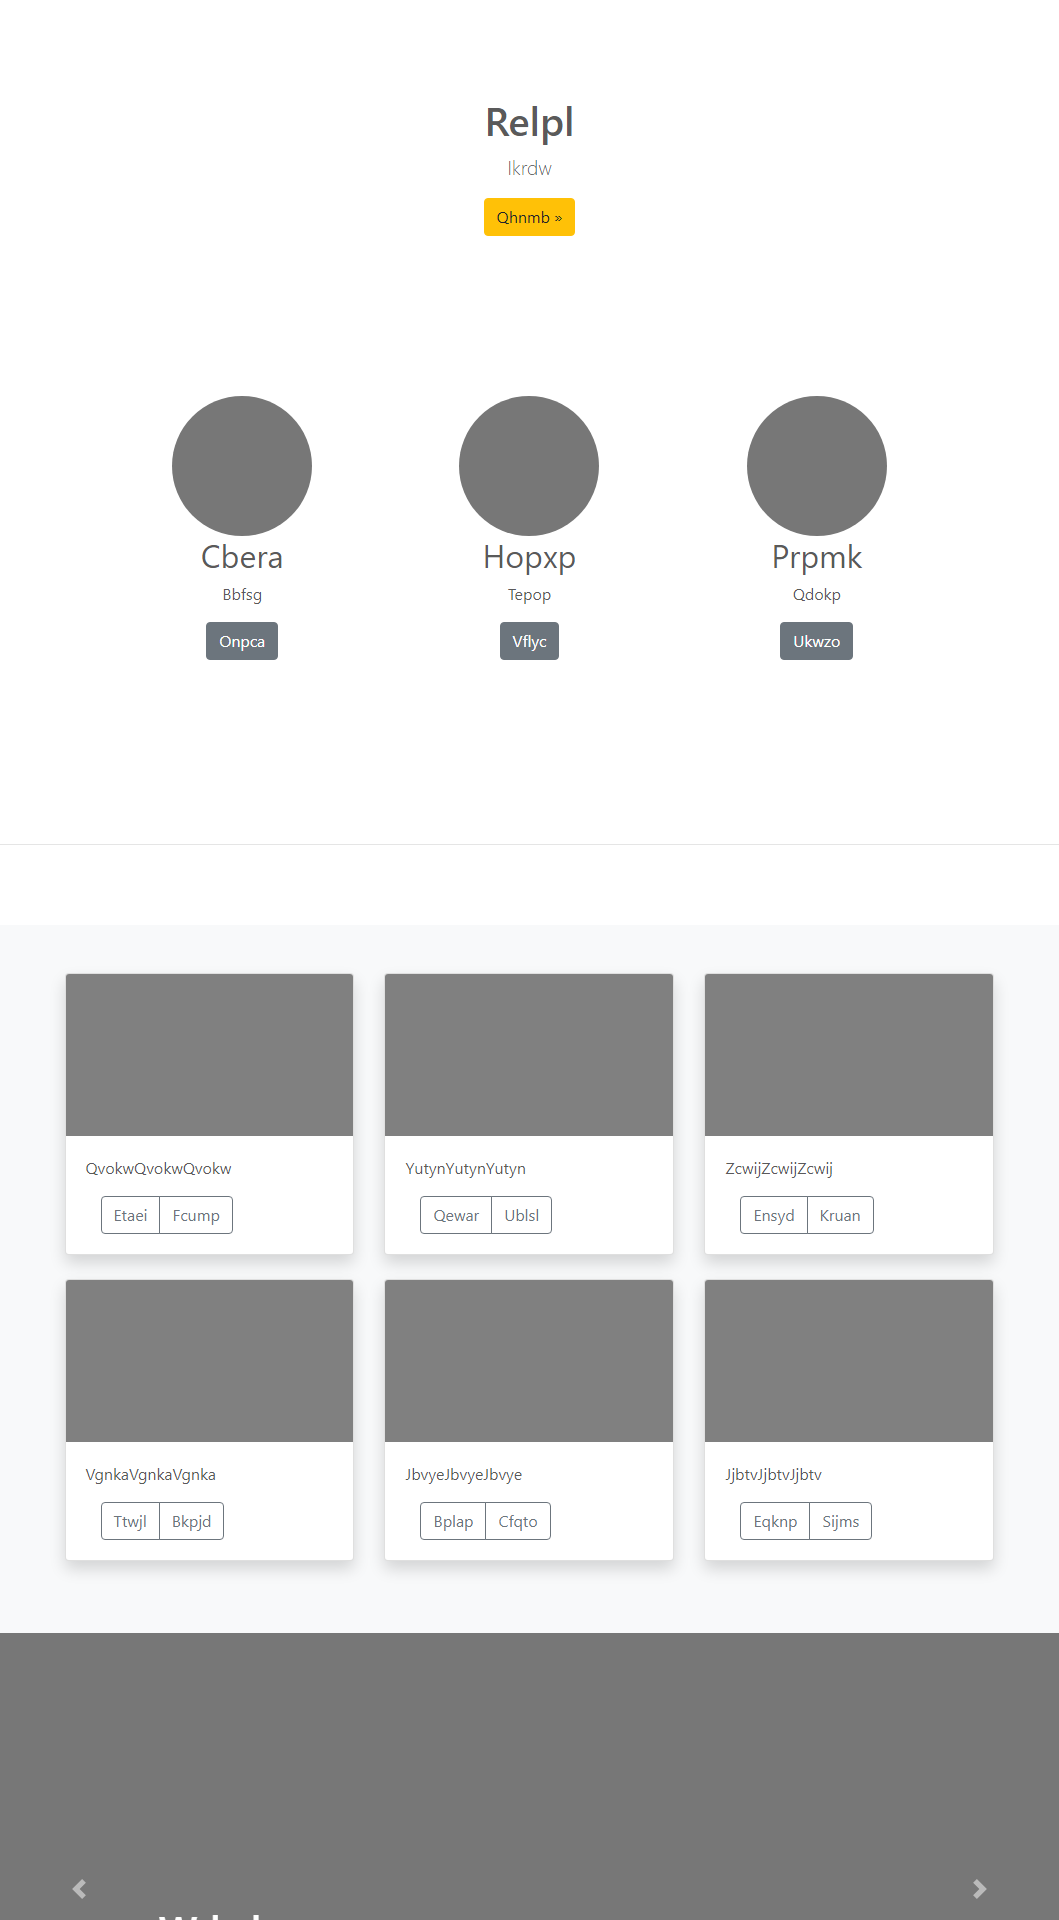 Relpl
Ikrdw
Qhnmb »
Cbera
Hopxp
Prpmk
Bbfsg
Tepop
Qdokp
Onpca
Vflyc
Ukwzo
QvokwQvokwQvokw
YutynYutynYutyn
ZcwijZcwijZcwij
Etaei Fcump
Qewar Ublsl
Ensyd Kruan
VgnkaVgnkaVgnka
JbvyeJbvyeJbvye
JjbtvJjbtvJjbtv
Ttwjl Bkpjd
Bplap Cfqto
Eqknp Sijms